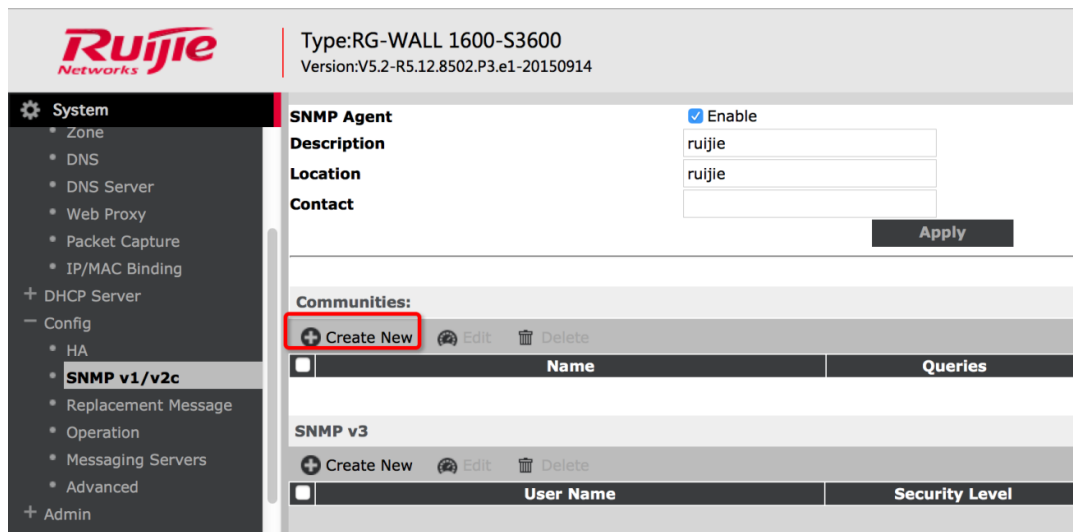 Ruijie
Networks
Type:RG-WALL 1600-S3600
Version:V5.2-R5.12.8502.P3.e1-20150914
System
Zone
DNS
DNS Server
Web Proxy
Packet Capture
IP/MAC Binding
DHCP Server
Config
HA
SNMP v1/v2c
Replacement Message
Operation
Messaging Servers
Advanced
Admin
SNMP Agent Enable
Description ruijie
Location ruijie
Contact
Apply
Communities:
Create New Edit Delete
Name Queries
SNMP v3
Create New Edit Delete
User Name Security Level